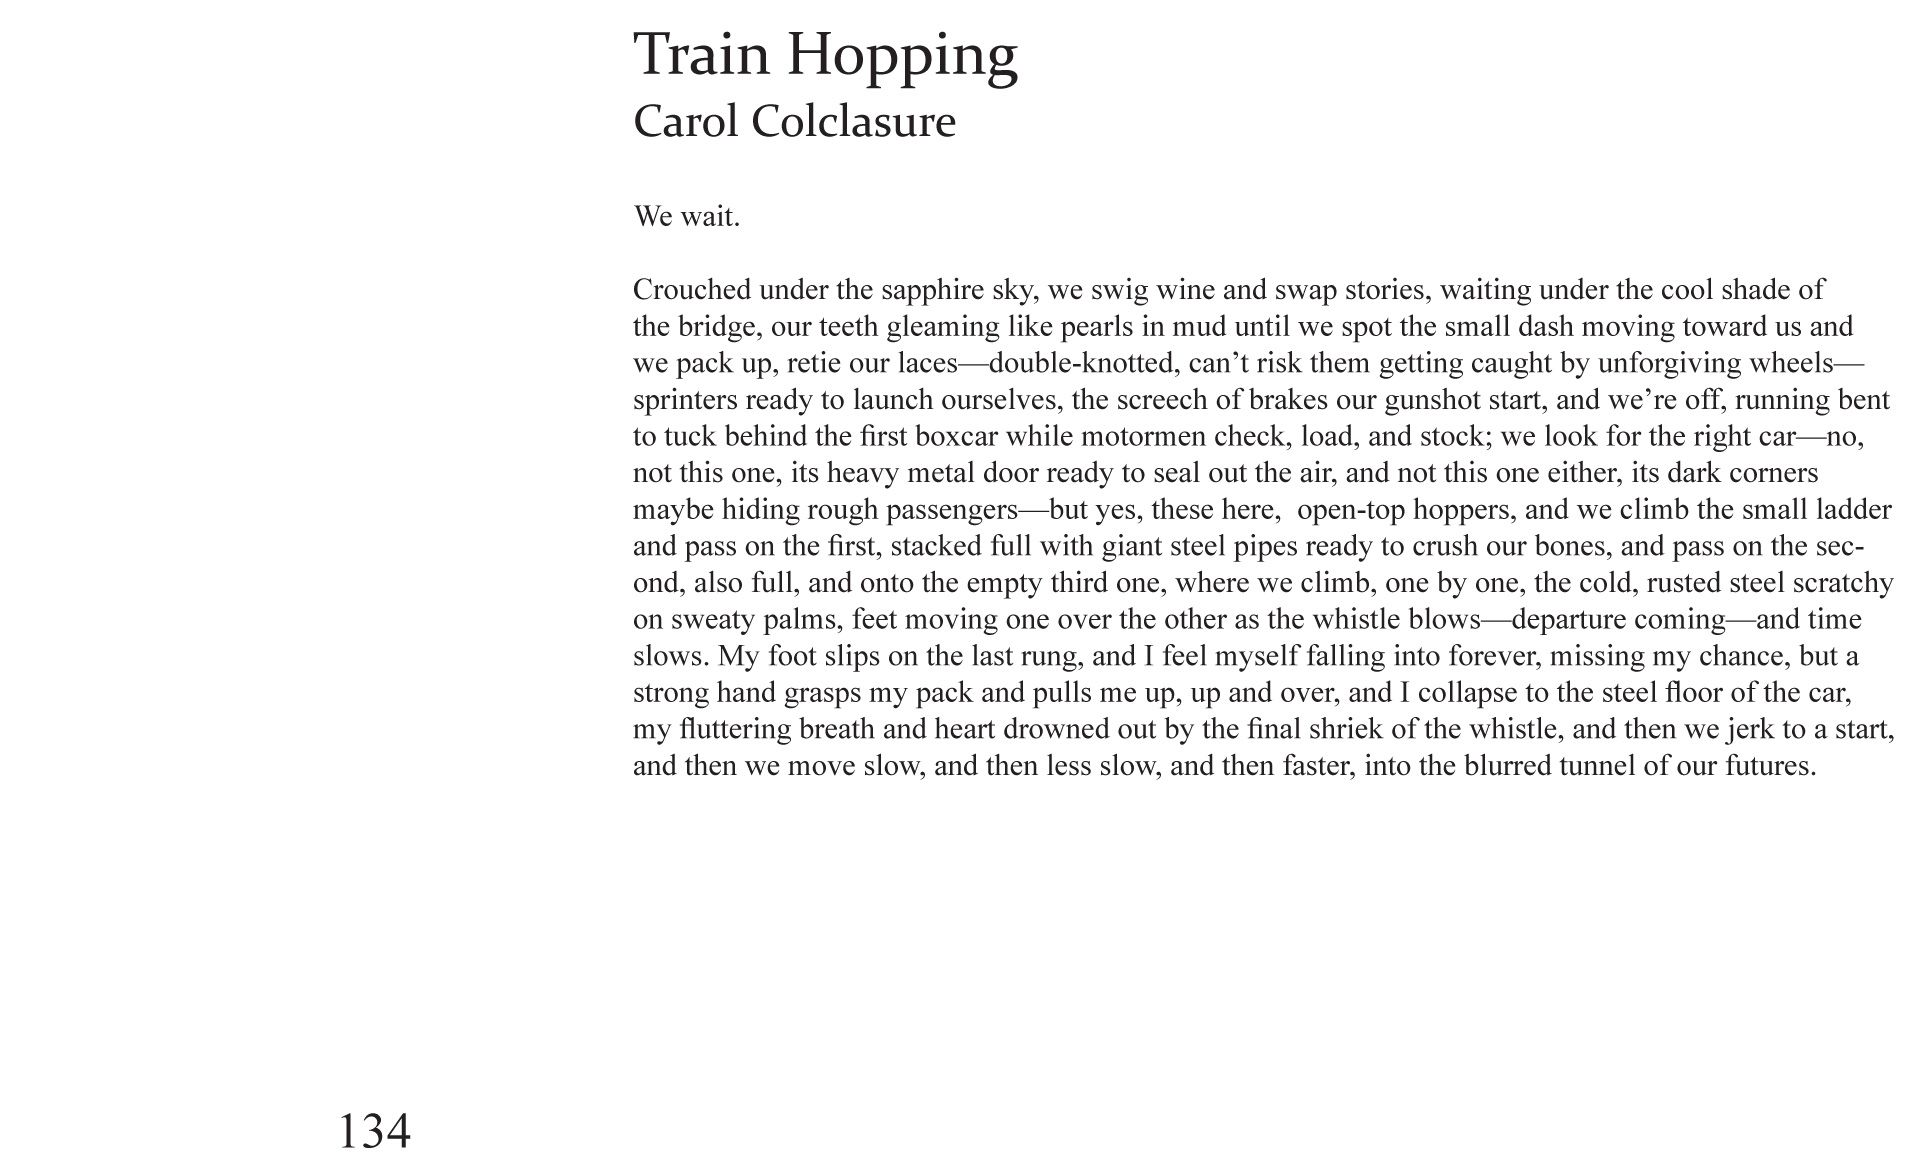 Train Hopping
Carol Colclasure
We wait.
Crouched under the sapphire sky, we swig wine and swap stories, waiting under the cool shade of
the bridge, our teeth gleaming like pearls in mud until we spot the small dash moving toward us and
we pack up, retie our laces—double-knotted, can’t risk them getting caught by unforgiving wheels—
sprinters ready to launch ourselves, the screech of brakes our gunshot start, and we’re off, running bent
to tuck behind the first boxcar while motormen check, load, and stock; we look for the right car—no,
not this one, its heavy metal door ready to seal out the air, and not this one either, its dark corners
maybe hiding rough passengers—but yes, these here,  open-top hoppers, and we climb the small ladder
and pass on the first, stacked full with giant steel pipes ready to crush our bones, and pass on the sec-
ond, also full, and onto the empty third one, where we climb, one by one, the cold, rusted steel scratchy
on sweaty palms, feet moving one over the other as the whistle blows—departure coming—and time
slows. My foot slips on the last rung, and I feel myself falling into forever, missing my chance, but a
strong hand grasps my pack and pulls me up, up and over, and I collapse to the steel floor of the car,
my fluttering breath and heart drowned out by the final shriek of the whistle, and then we jerk to a start,
and then we move slow, and then less slow, and then faster, into the blurred tunnel of our futures.
134